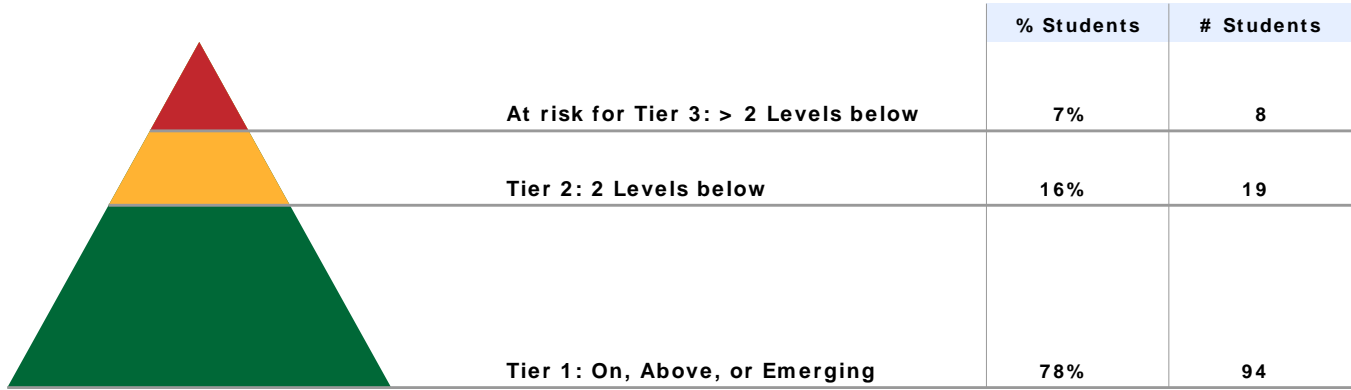 % Students # Students
At risk for Tier 3: > 2 Levels below 7% 8
Tier 2: 2 Levels below 16% 19
Tier 1: On, Above, or Emerging 78% 94